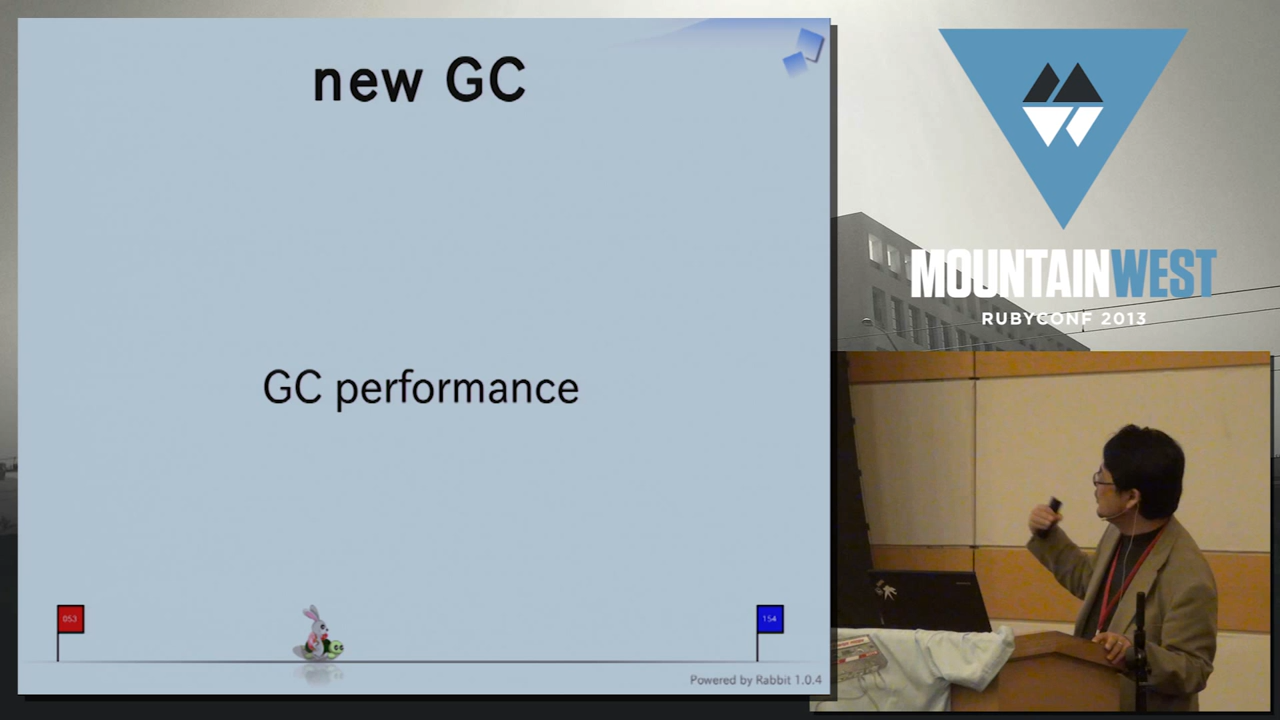 new GC
GC performance
053
154
Powered by Rabbit 1.0.4
MOUNTAINWEST
RUBYCONF 2013